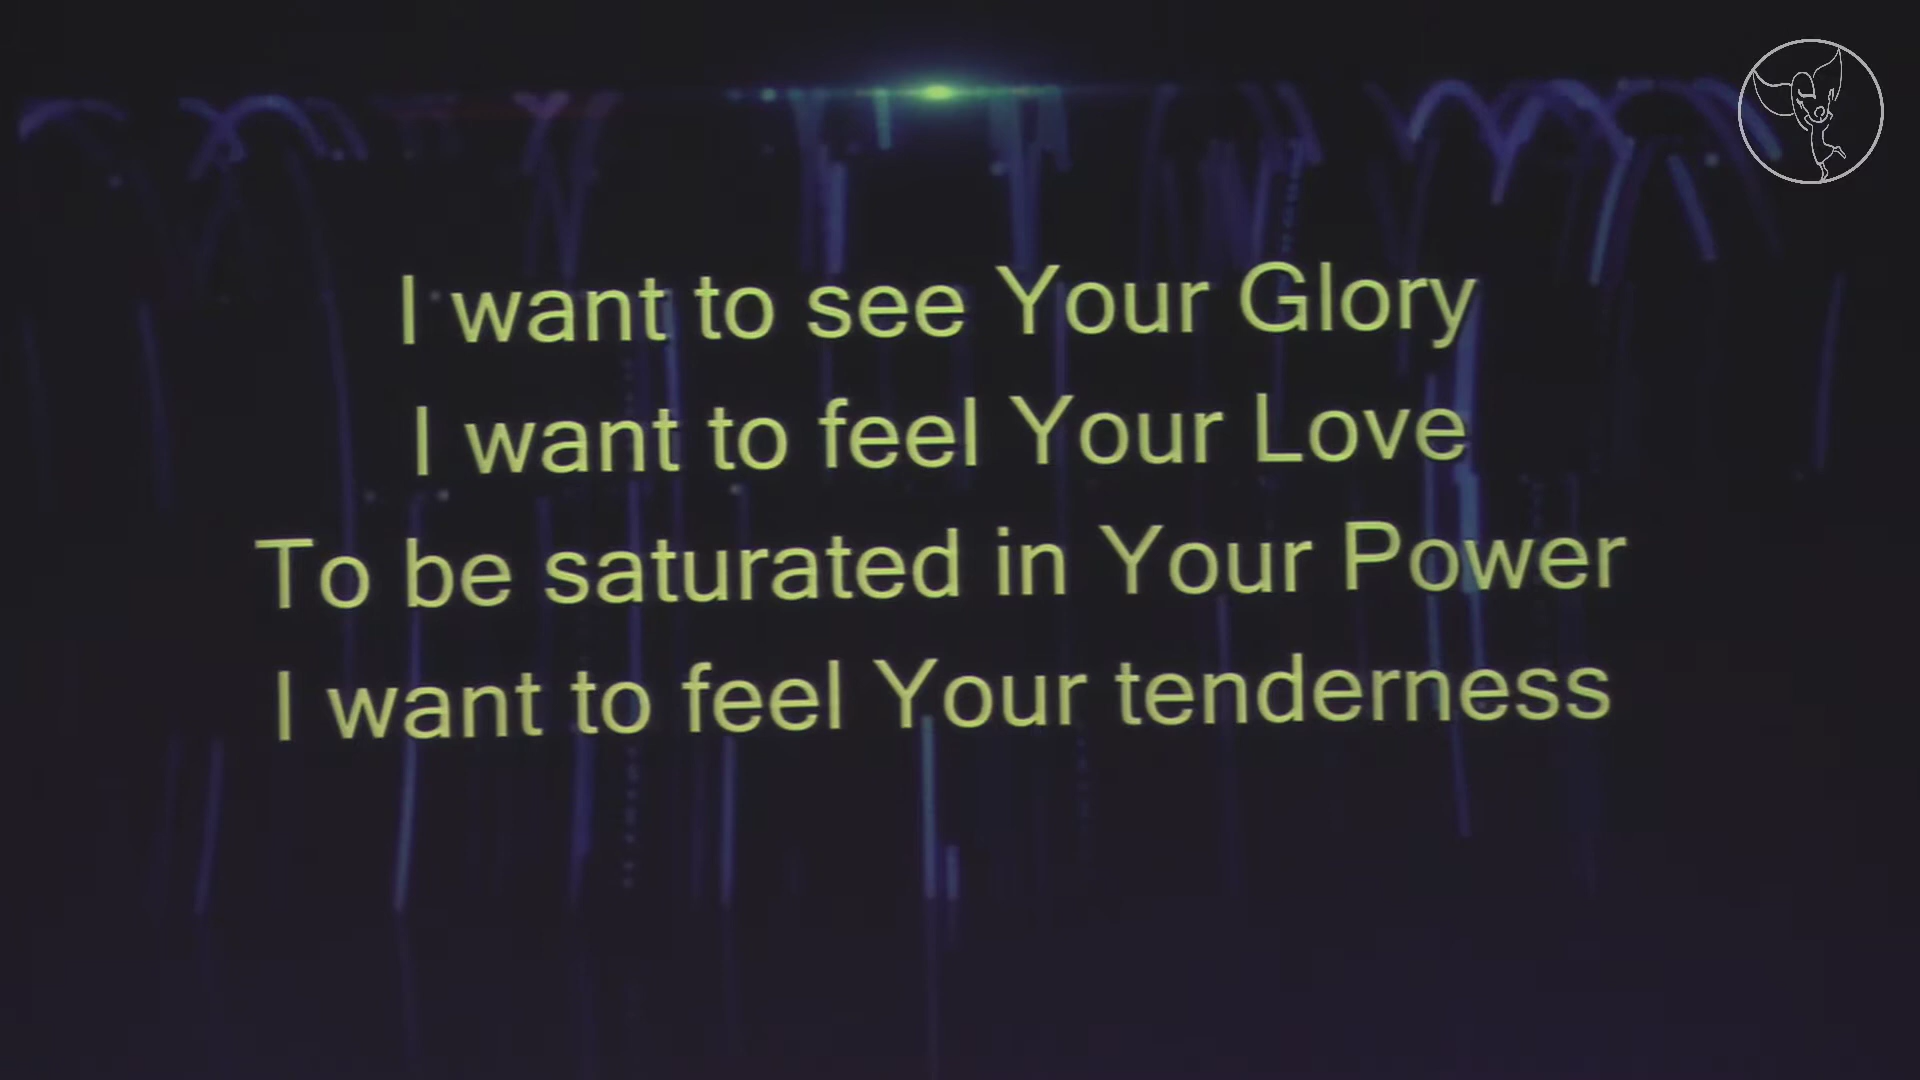 I want to see Your Glory
I want to feel Your Love
To be saturated in Your Power
I want to feel Your tenderness